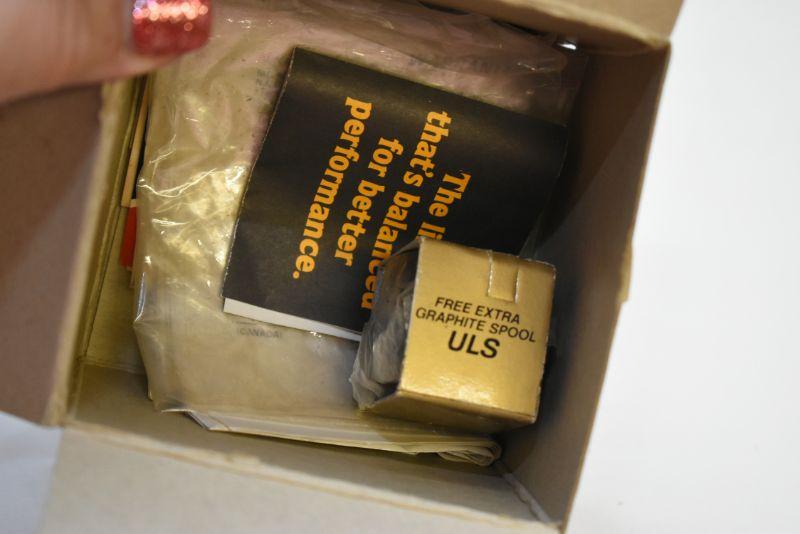 The
that's balanced
for better
performance.
FREE EXTRA
GRAPHITE SPOOL
ULS
(CANADA)